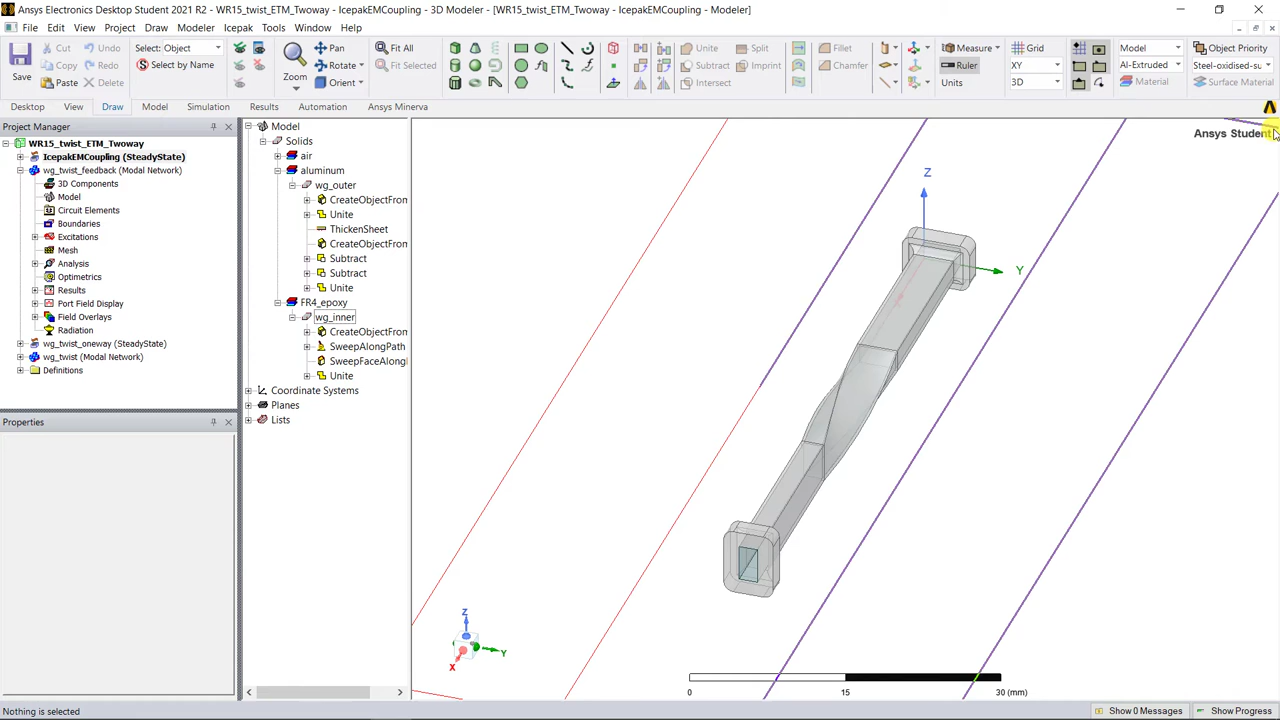 Ansys Electronics Desktop Student 2021 R2 - WR15_twist_ETM_Twoway - IcepakEMCoupling - 3D Modeler - [WR15_twist_ETM_Twoway - IcepakEMCoupling - Modeler]
File Edit View Project Draw Modeler Icepak Tools Window Help
Cut Undo Select: Object Pan Fit All Unite Split Fillet Measure Grid Model Object Priority
Copy Redo Select by Name Rotate Fit Selected Subtract Imprint Chamfer Ruler XY Al-Extruded Steel-oxidised-su
Save Paste Delete Zoom Orient Intersect Units 3D Material Surface Material
Desktop View Draw Model Simulation Results Automation Ansys Minerva
Project Manager
WR15_twist_ETM_Twoway
IcepakEMCoupling (SteadyState)
wg_twist_feedback (Modal Network)
3D Components
Model
Circuit Elements
Boundaries
Excitations
Mesh
Analysis
Optimetrics
Results
Port Field Display
Field Overlays
Radiation
wg_twist_oneway (SteadyState)
wg_twist (Modal Network)
Definitions
Properties
Model
Solids
air
aluminum
wg_outer
CreateObjectFrom
Unite
ThickenSheet
CreateObjectFrom
Subtract
Subtract
Unite
FR4_epoxy
wg_inner
CreateObjectFrom
SweepAlongPath
SweepFaceAlong
Unite
Coordinate Systems
Planes
Lists
Ansys Student
Z
Y
Z
Y
X
0 15 30 (mm)
Nothing is selected
Show 0 Messages Show Progress